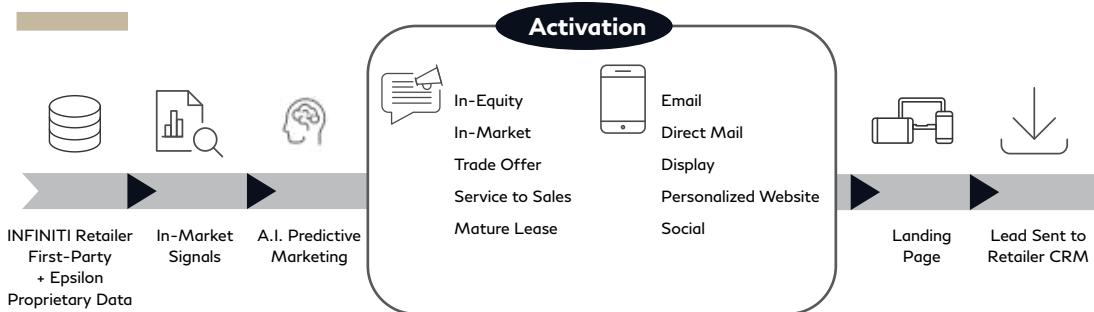 Activation
In-Equity
In-Market
Trade Offer
Service to Sales
Mature Lease
Email
Direct Mail
Display
Personalized Website
Social
INFINITI Retailer
First-Party
+ Epsilon
Proprietary Data
In-Market
Signals
A.I. Predictive
Marketing
Landing
Page
Lead Sent to
Retailer CRM